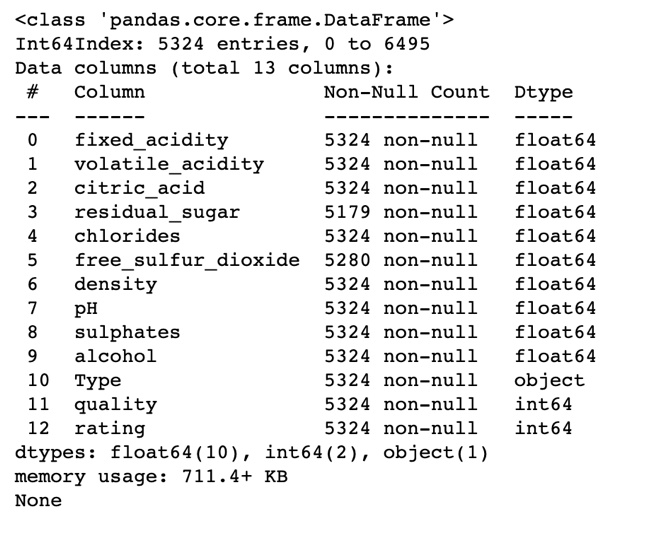 <class 'pandas.core.frame.DataFrame'>
Int64Index: 5324 entries, 0 to 6495
Data columns (total 13 columns):
 #   Column               Non-Null Count  Dtype
---  ------               --------------  -----
 0   fixed_acidity        5324 non-null   float64
 1   volatile_acidity     5324 non-null   float64
 2   citric_acid          5324 non-null   float64
 3   residual_sugar       5179 non-null   float64
 4   chlorides            5324 non-null   float64
 5   free_sulfur_dioxide  5280 non-null   float64
 6   density              5324 non-null   float64
 7   pH                   5324 non-null   float64
 8   sulphates            5324 non-null   float64
 9   alcohol              5324 non-null   float64
 10  Type                 5324 non-null   object
 11  quality              5324 non-null   int64
 12  rating               5324 non-null   int64
dtypes: float64(10), int64(2), object(1)
memory usage: 711.4+ KB
None